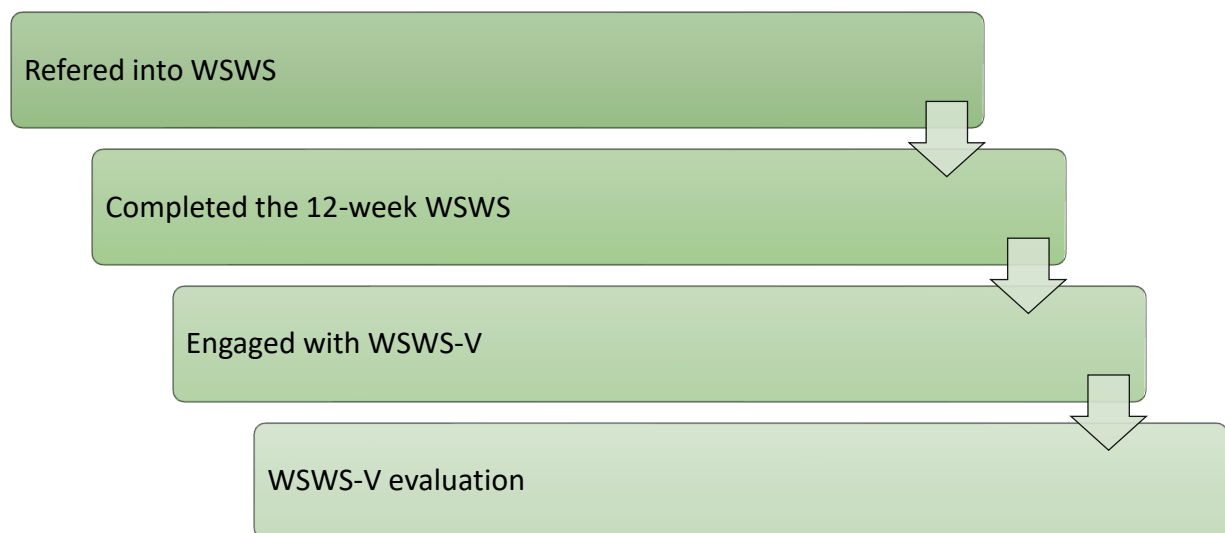 Refered into WSWS
Completed the 12-week WSWS
Engaged with WSWS-V
WSWS-V evaluation